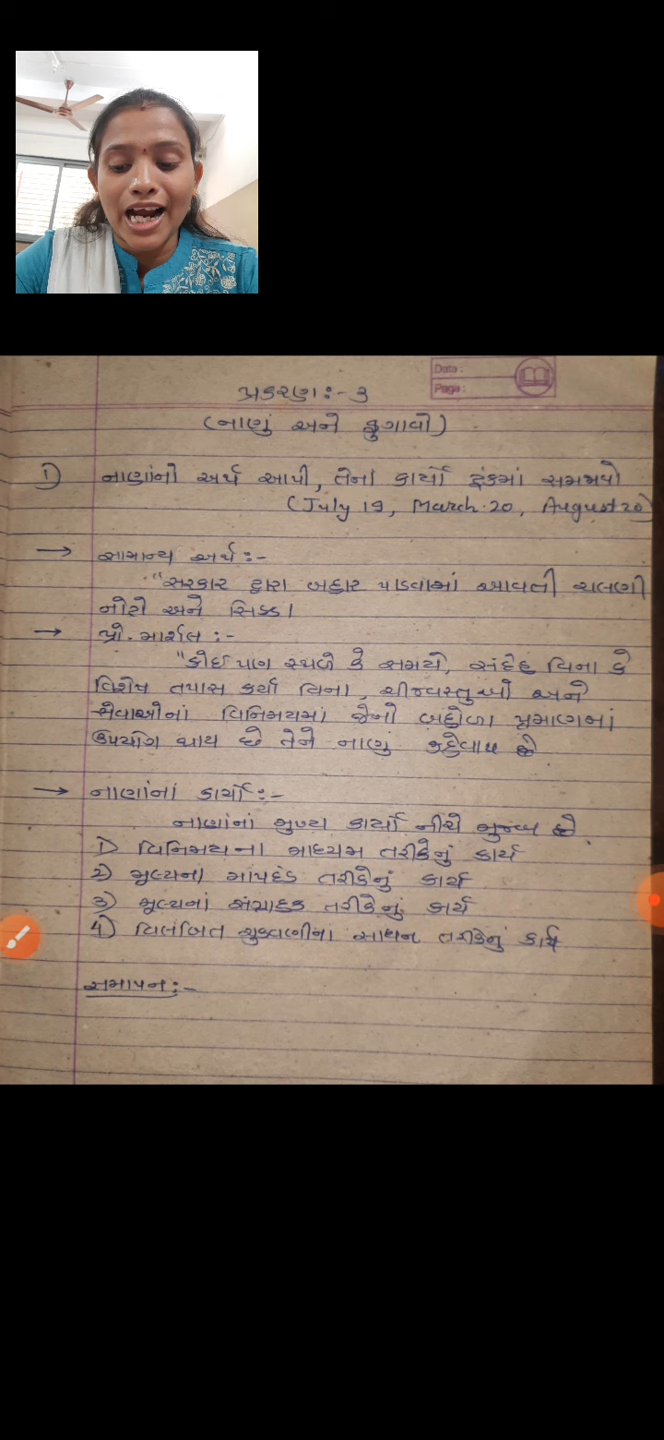 Date:
Page:
પ્રકરણ:- ૩
(નાણું અને ફુગાવો)
1) નાણાંનો અર્થ આપી, તેના કાર્યો ટૂંકમાં સમજાવો
(July 19, March.20, August 20)
→ સામાન્ય અર્થ:-
"સરકાર દ્વારા બહાર પાડવામાં આવલી ચલણી
નોટો અને સિક્કા
→ પ્રો. માર્શલ:-
"કોઈ પણ સ્થળે કે સમયે, સંદેહ વિના કે
વિશેષ તપાસ કર્યા વિના, ચીજવસ્તુઓ અને
સેવાઓનાં વિનિમયમાં જેનો બહોળા પ્રમાણમાં
ઉપયોગ થાય છે તેને નાણું કહેવાય છે
→ નાણાંનાં કાર્યો:-
નાણાંનાં મુખ્ય કાર્યો નીચે મુજબ છે.
1) વિનિમયના માધ્યમ તરીકેનું કાર્ય
2) મૂલ્યના માપદંડ તરીકેનું કાર્ય
3) મૂલ્યનાં સંગ્રાહક તરીકેનું કાર્ય
4) વિલંબિત ચુકવણીના સાધન તરીકેનું કાર્ય
સમાપન:-